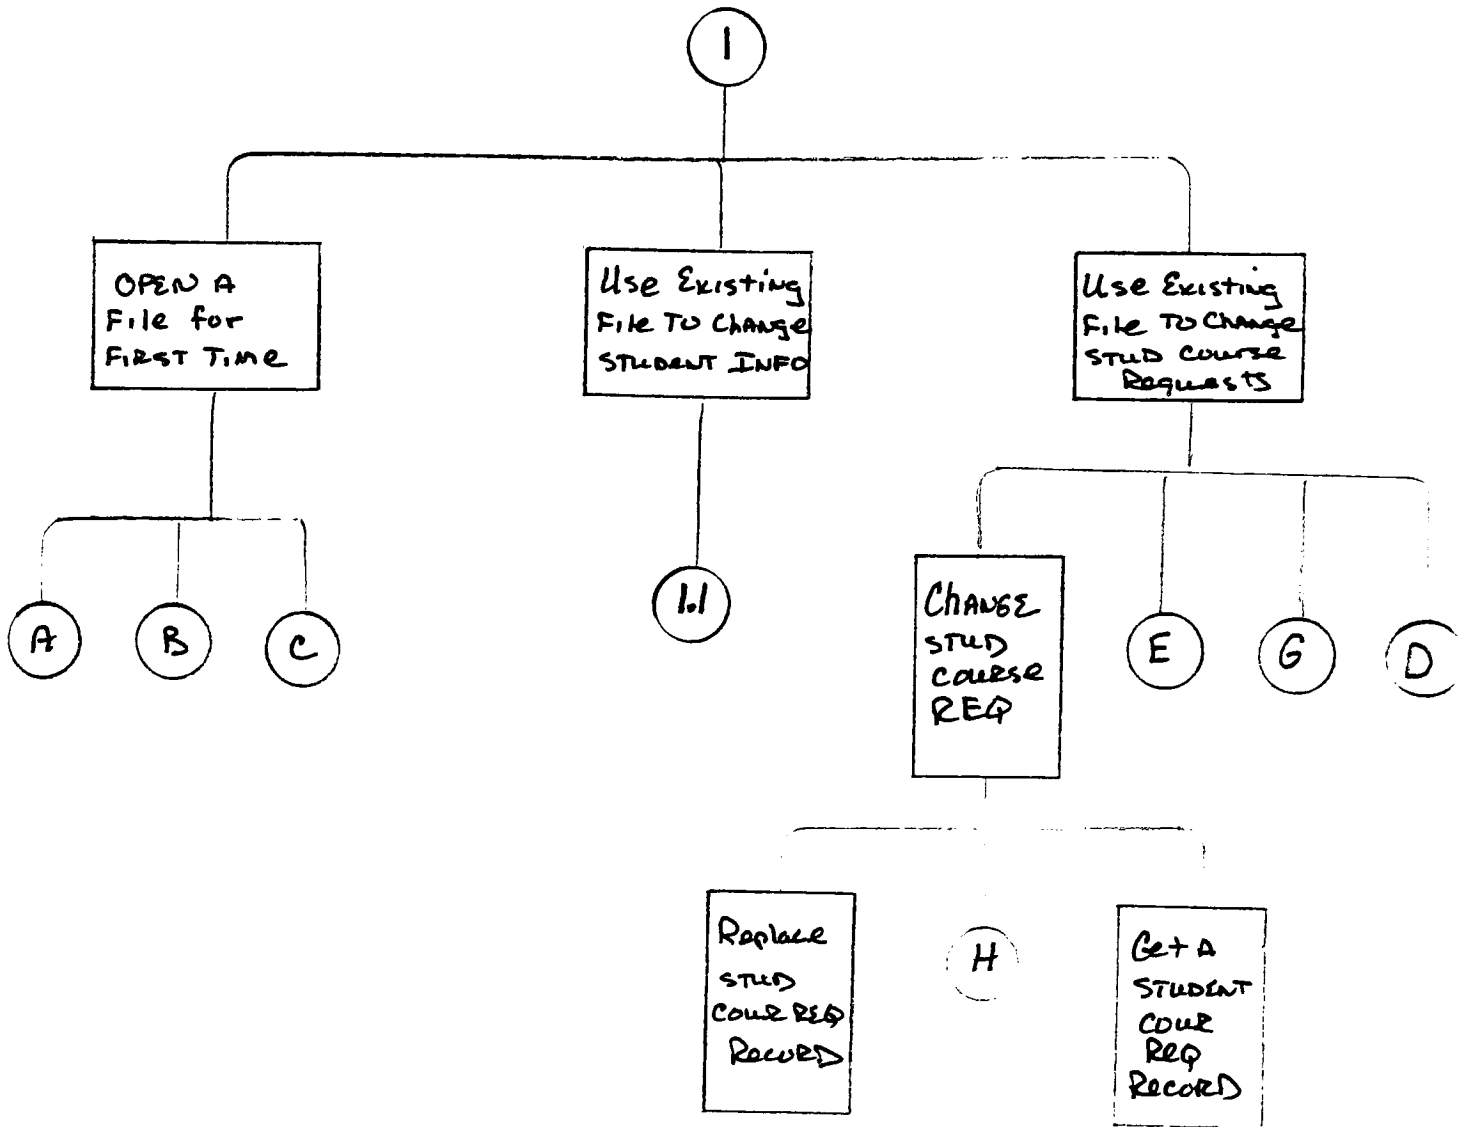 1
OPEN A
File for
FIRST TIME
Use Existing
File TO Change
STUDENT INFO
Use Existing
File TO Change
STUD Course
Requests
A
B
C
1.1
Change
STUD
Course
REQ
E
G
D
Replace
STUD
COUR REQ
RECORD
H
Get A
STUDENT
COUR
REQ
RECORD